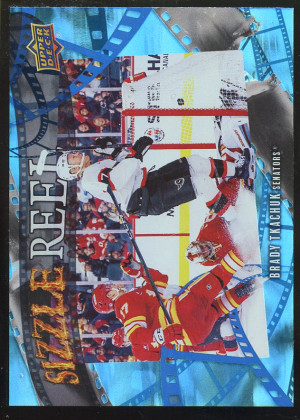 UPPER DECK
SIZZLE
REEL
BRADY TKACHUK
SENATORS